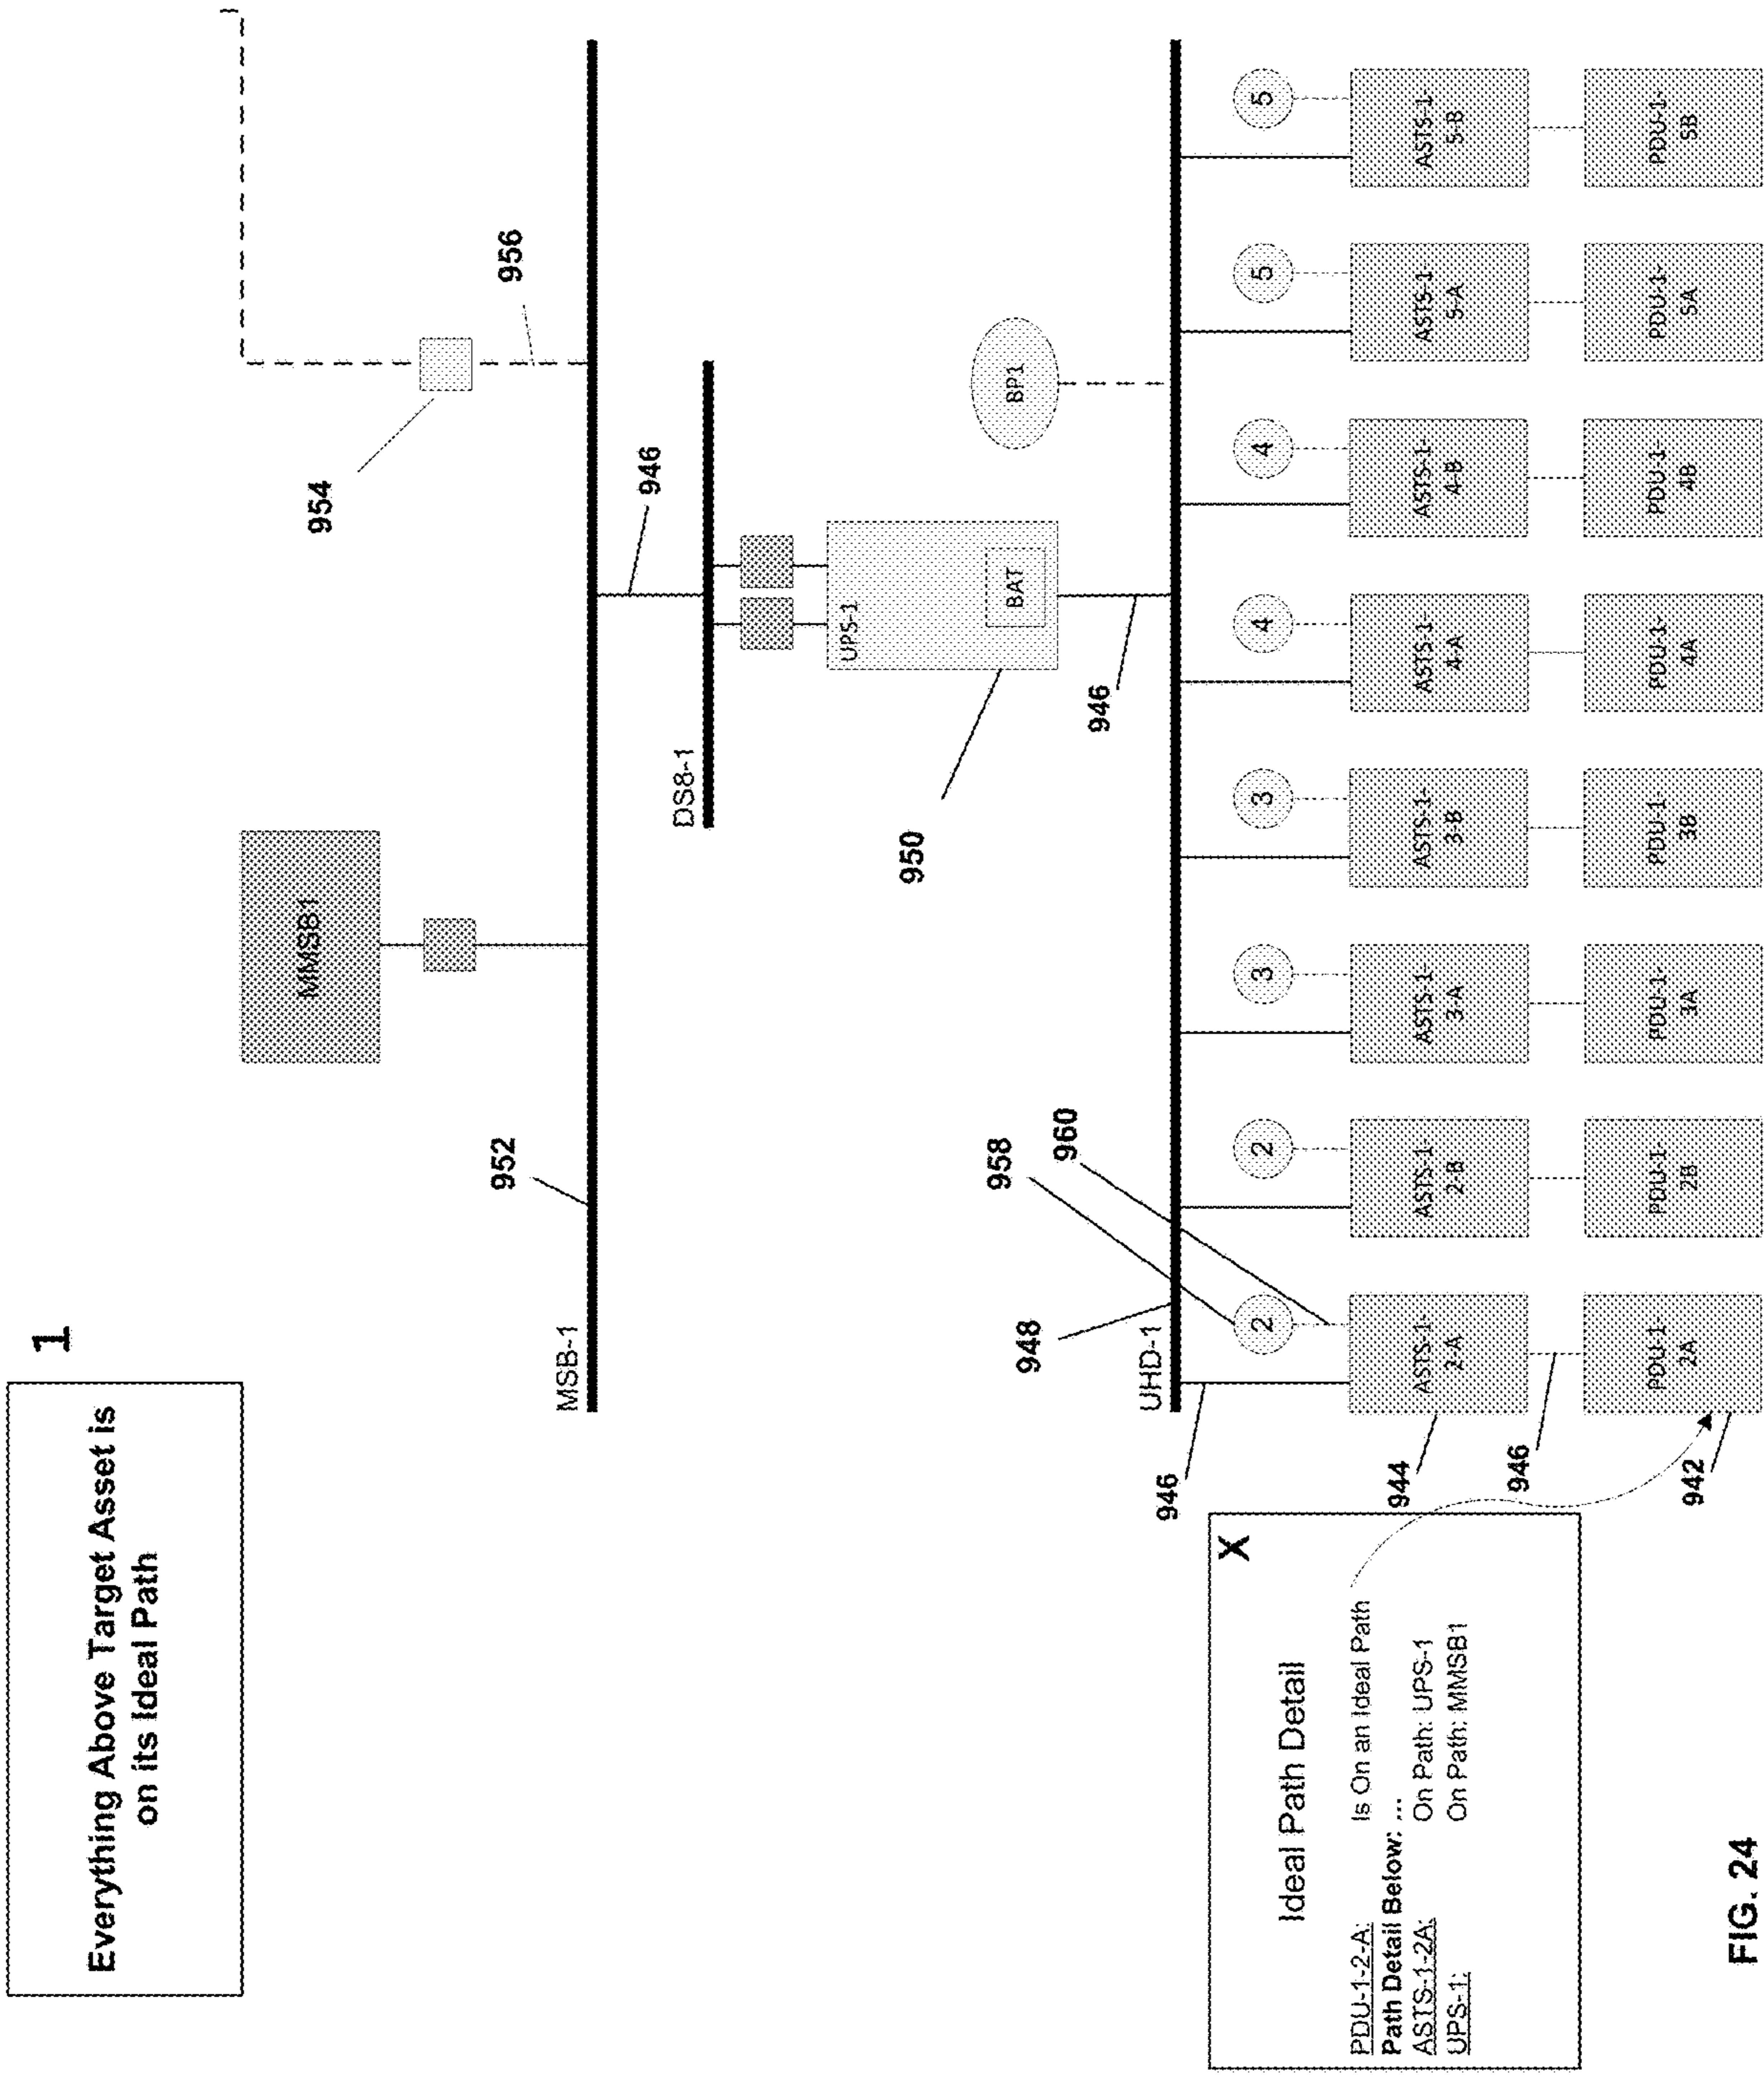 1
Everything Above Target Asset is
on its Ideal Path
954
956
MMSB1
952
946
MSB-1
DS8-1
UPS-1
BAT
950
946
BP1
958
960
948
UHD-1
946
2
2
3
3
4
4
5
5
ASTS-1-
2-A
ASTS-1-
2-B
ASTS-1-
3-A
ASTS-1-
3-B
ASTS-1-
4-A
ASTS-1-
4-B
ASTS-1-
5-A
ASTS-1-
5-B
944
946
PDU-1-
2A
PDU-1-
2B
PDU-1-
3A
PDU-1-
3B
PDU-1-
4A
PDU-1-
4B
PDU-1-
5A
PDU-1-
5B
942
X
Ideal Path Detail
PDU-1-2-A: Is On an Ideal Path
Path Detail Below: ...
ASTS-1-2A: On Path: UPS-1
UPS-1: On Path: MMSB1
FIG. 24